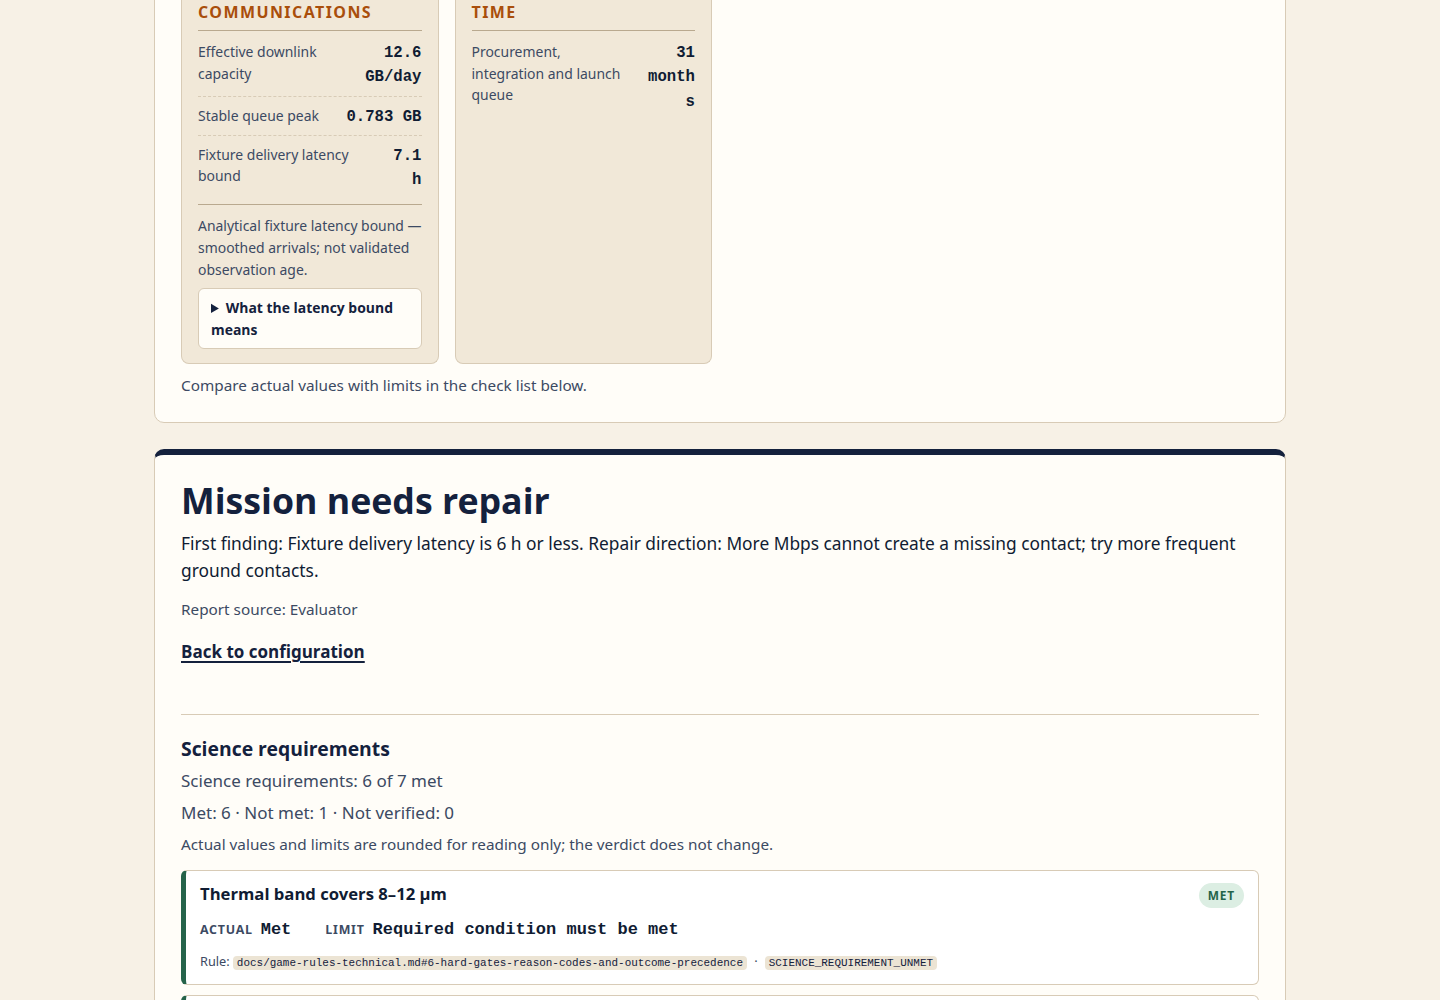 COMMUNICATIONS
Effective downlink capacity 12.6 GB/day
Stable queue peak 0.783 GB
Fixture delivery latency bound 7.1 h
Analytical fixture latency bound —
smoothed arrivals; not validated
observation age.
▶ What the latency bound
means
TIME
Procurement, integration and launch queue 31 months
Compare actual values with limits in the check list below.
Mission needs repair
First finding: Fixture delivery latency is 6 h or less. Repair direction: More Mbps cannot create a missing contact; try more frequent
ground contacts.
Report source: Evaluator
Back to configuration
Science requirements
Science requirements: 6 of 7 met
Met: 6 · Not met: 1 · Not verified: 0
Actual values and limits are rounded for reading only; the verdict does not change.
Thermal band covers 8–12 µm MET
ACTUAL Met LIMIT Required condition must be met
Rule: docs/game-rules-technical.md#6-hard-gates-reason-codes-and-outcome-precedence · SCIENCE_REQUIREMENT_UNMET